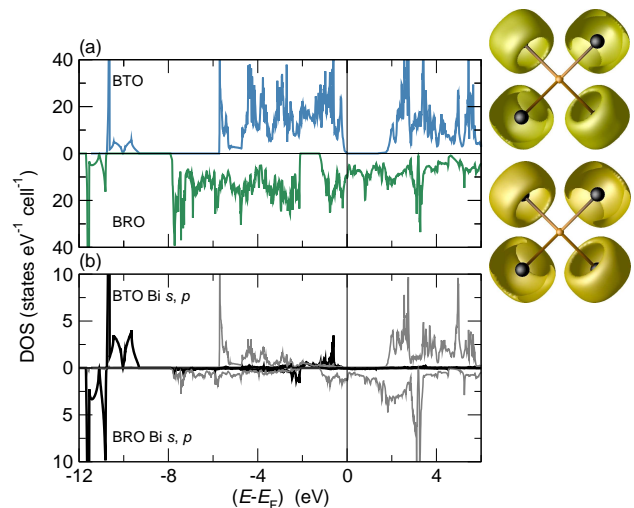 (a)
40
BTO
20
0
20
BRO
40
DOS (states eV⁻¹ cell⁻¹)
(b)
10
BTO Bi s, p
5
0
5
BRO Bi s, p
10
-12 -8 -4 0 4
(E-E_F) (eV)